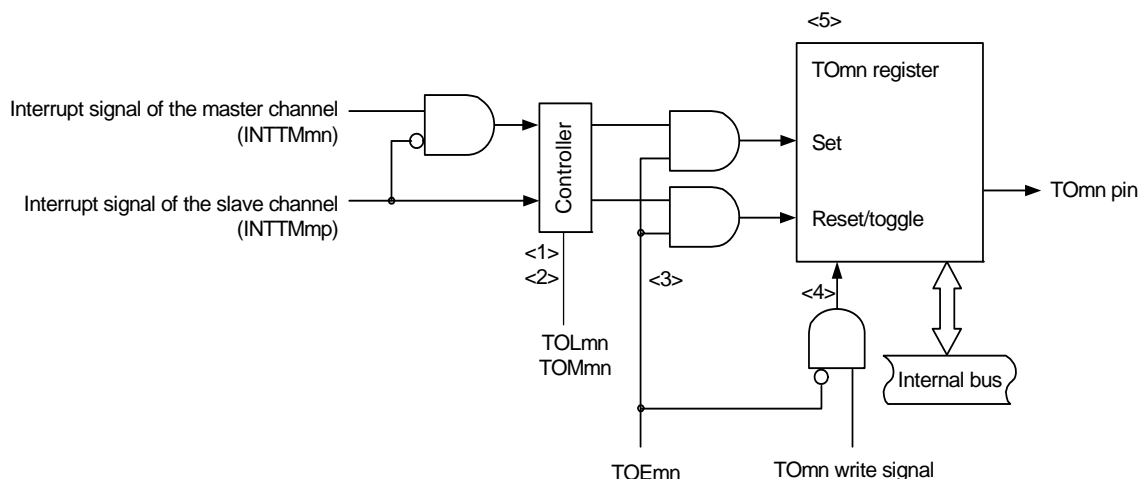 <5>
TOmn register
Interrupt signal of the master channel
(INTTMmn)
Controller
Set
TOmn pin
Interrupt signal of the slave channel
(INTTMmp)
Reset/toggle
<1>
<2>
<3>
<4>
TOLmn
TOMmn
Internal bus
TOEmn
TOmn write signal